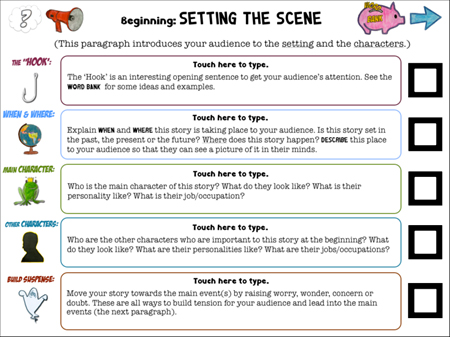 Beginning: SETTING THE SCENE
WORD BANK
(This paragraph introduces your audience to the setting and the characters.)
THE "HOOK":
Touch here to type.
The 'Hook' is an interesting opening sentence to get your audience's attention. See the
WORD BANK for some ideas and examples.
WHEN & WHERE:
Touch here to type.
Explain WHEN and WHERE this story is taking place to your audience. Is this story set in
the past, the present or the future? Where does this story happen? DESCRIBE this place
to your audience so that they can see a picture of it in their minds.
MAIN CHARACTER:
Touch here to type.
Who is the main character of this story? What do they look like? What is their
personality like? What is their job/occupation?
OTHER CHARACTERS:
Touch here to type.
Who are the other characters who are important to this story at the beginning? What
do they look like? What are their personalities like? What are their jobs/occupations?
BUILD SUSPENSE:
Touch here to type.
Move your story towards the main event(s) by raising worry, wonder, concern or
doubt. These are all ways to build tension for your audience and lead into the main
events (the next paragraph).